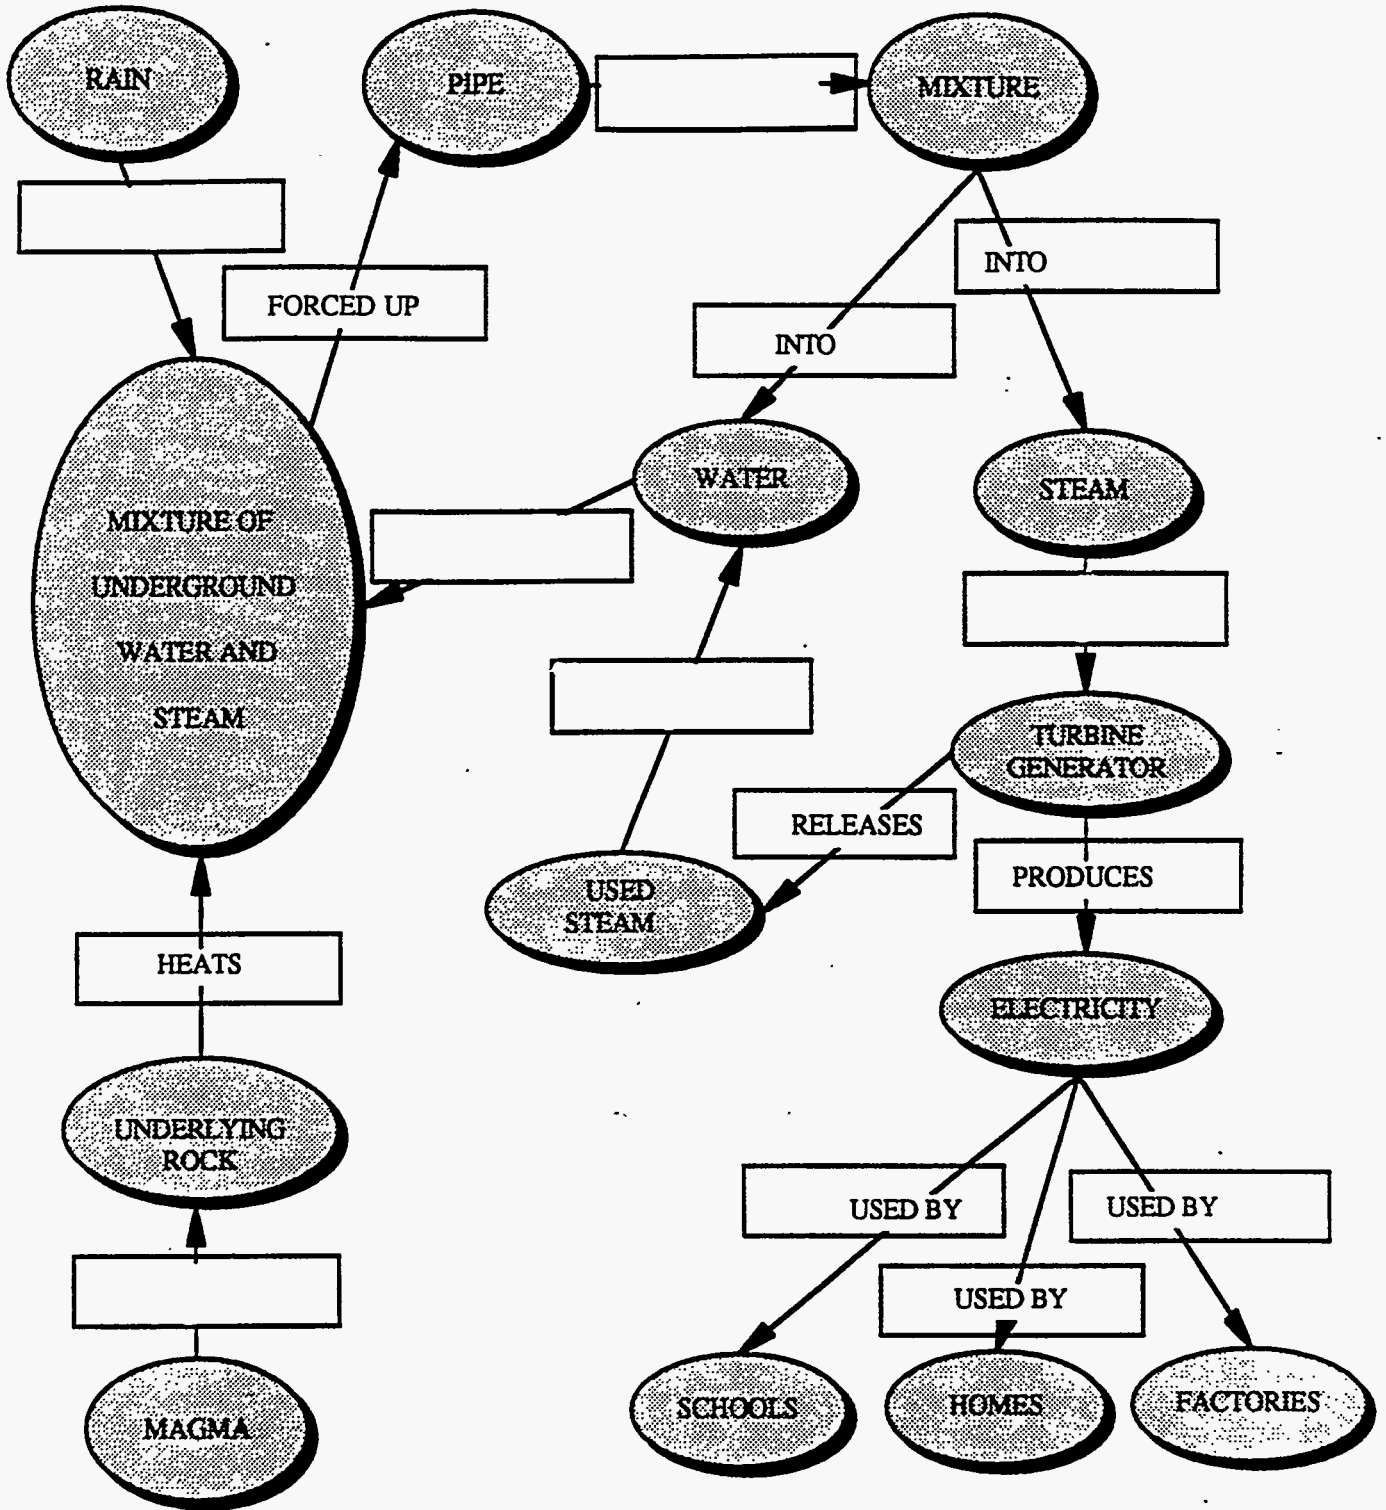 RAIN
PIPE
MIXTURE
INTO
FORCED UP
INTO
WATER
STEAM
MIXTURE OF
UNDERGROUND
WATER AND
STEAM
TURBINE
GENERATOR
RELEASES
PRODUCES
USED
STEAM
HEATS
ELECTRICITY
UNDERLYING
ROCK
USED BY
USED BY
USED BY
MAGMA
SCHOOLS
HOMES
FACTORIES